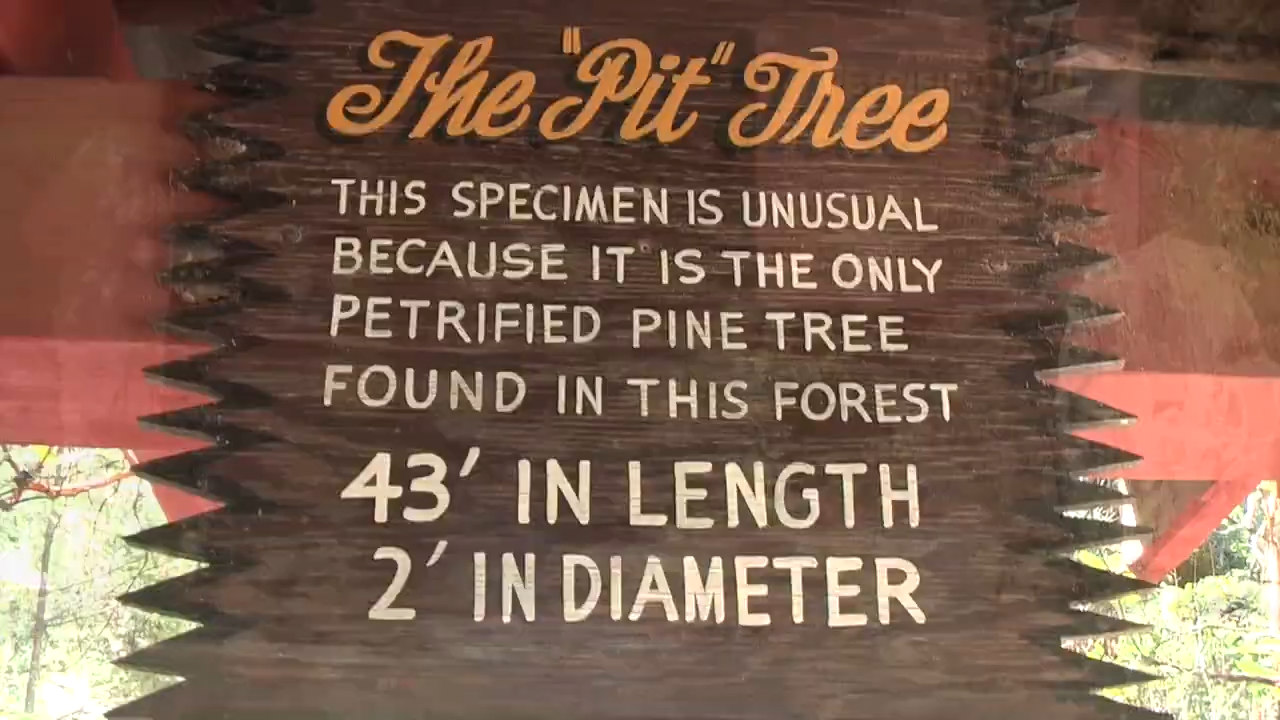 The "Pit" Tree
THIS SPECIMEN IS UNUSUAL
BECAUSE IT IS THE ONLY
PETRIFIED PINE TREE
FOUND IN THIS FOREST
43' IN LENGTH
2' IN DIAMETER